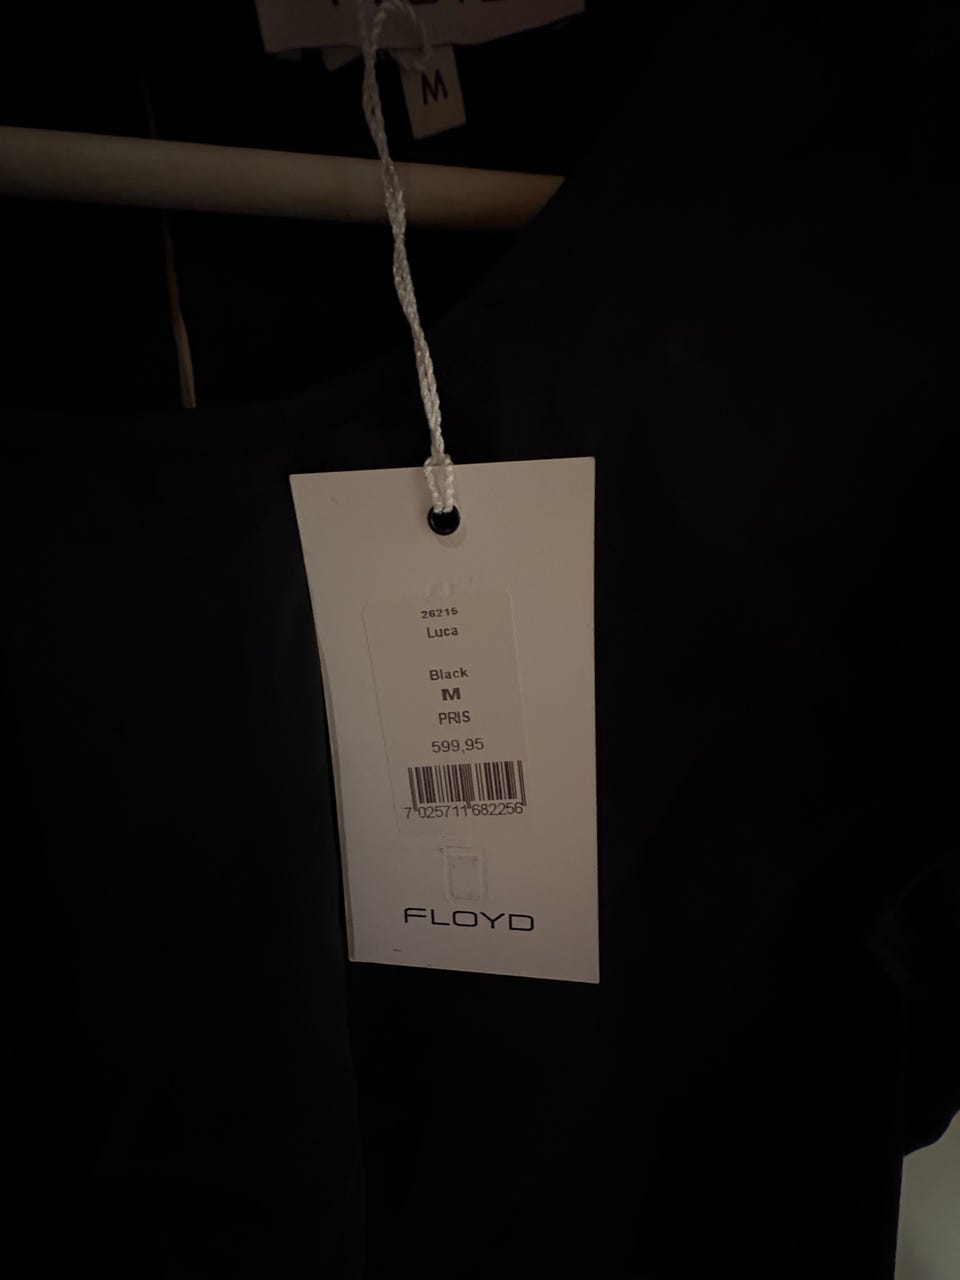 M
26215
Luca
Black
M
PRIS
599,95
7 025711 682256
FLOYD